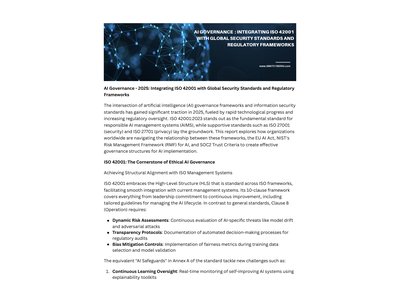 AI GOVERNANCE : INTEGRATING ISO 42001
WITH GLOBAL SECURITY STANDARDS AND
REGULATORY FRAMEWORKS
AI Governance - 2025: Integrating ISO 42001 with Global Security Standards and Regulatory
Frameworks
The intersection of artificial intelligence (AI) governance frameworks and information security
standards has gained significant traction in 2025, fueled by rapid technological progress and
increasing regulatory oversight. ISO 42001:2023 stands out as the fundamental standard for
responsible AI management systems (AIMS), while supportive standards such as ISO 27001
(security) and ISO 27701 (privacy) lay the groundwork. This report explores how organizations
worldwide are navigating the relationship between these frameworks, the EU AI Act, NIST's
Risk Management Framework (RMF) for AI, and SOC2 Trust Criteria to create effective
governance structures for AI implementation.
ISO 42001: The Cornerstone of Ethical AI Governance
Achieving Structural Alignment with ISO Management Systems
ISO 42001 embraces the High-Level Structure (HLS) that is standard across ISO frameworks,
facilitating smooth integration with current management systems. Its 10-clause framework
covers everything from leadership commitment to continuous improvement, including
tailored guidelines for managing the AI lifecycle. In contrast to general standards, Clause 8
(Operation) requires:
● Dynamic Risk Assessments: Continuous evaluation of AI-specific threats like model drift
and adversarial attacks
● Transparency Protocols: Documentation of automated decision-making processes for
regulatory audits
● Bias Mitigation Controls: Implementation of fairness metrics during training data
selection and model validation
The equivalent "AI Safeguards" in Annex A of the standard tackle new challenges such as:
1. Continuous Learning Oversight: Real-time monitoring of self-improving AI systems using
explainability toolkits